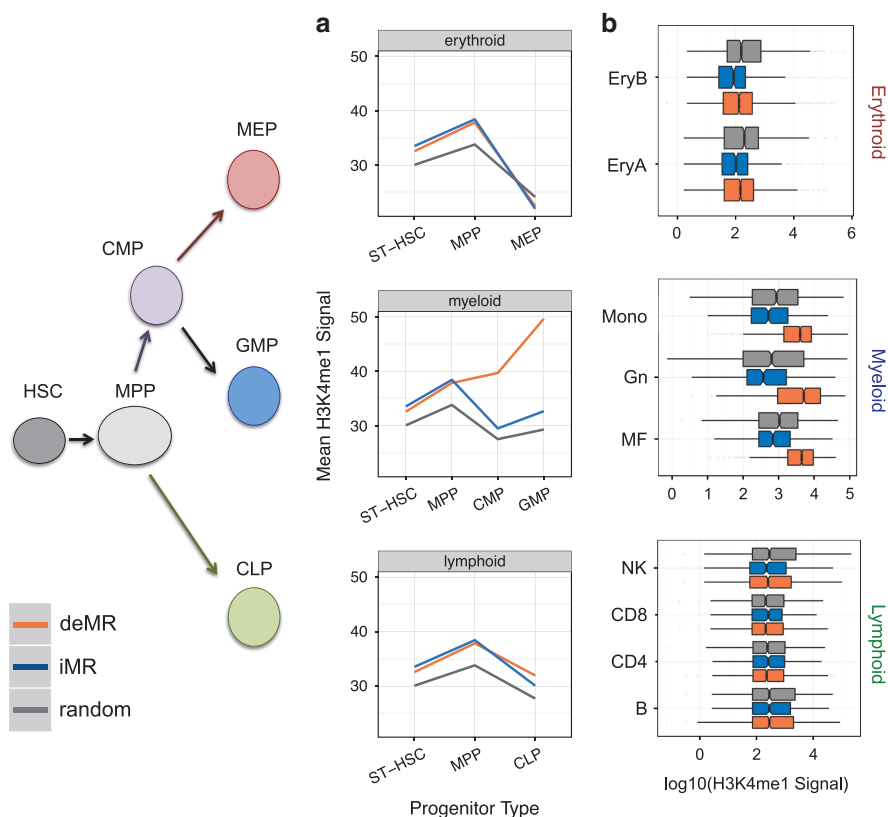 MEP
CMP
GMP
HSC
MPP
CLP
deMR
iMR
random
a
erythroid
50
40
30
ST–HSC
MPP
MEP
Mean H3K4me1 Signal
myeloid
50
40
30
ST–HSC
MPP
CMP
GMP
lymphoid
50
40
30
ST–HSC
MPP
CLP
Progenitor Type
b
EryB
EryA
0 2 4 6
Erythroid
Mono
Gn
MF
0 1 2 3 4 5
Myeloid
NK
CD8
CD4
B
0 2 4
log10(H3K4me1 Signal)
Lymphoid